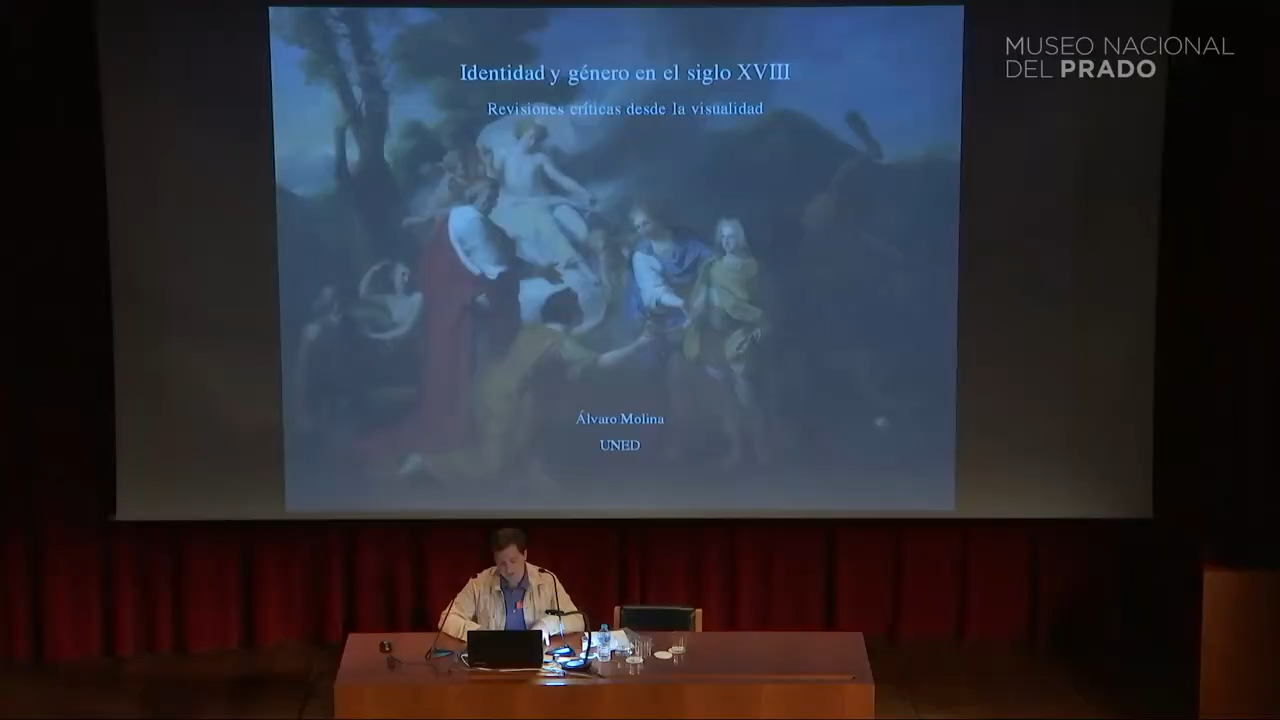 MUSEO NACIONAL
DEL PRADO
Identidad y género en el siglo XVIII
Revisiones críticas desde la visualidad
Álvaro Molina
UNED